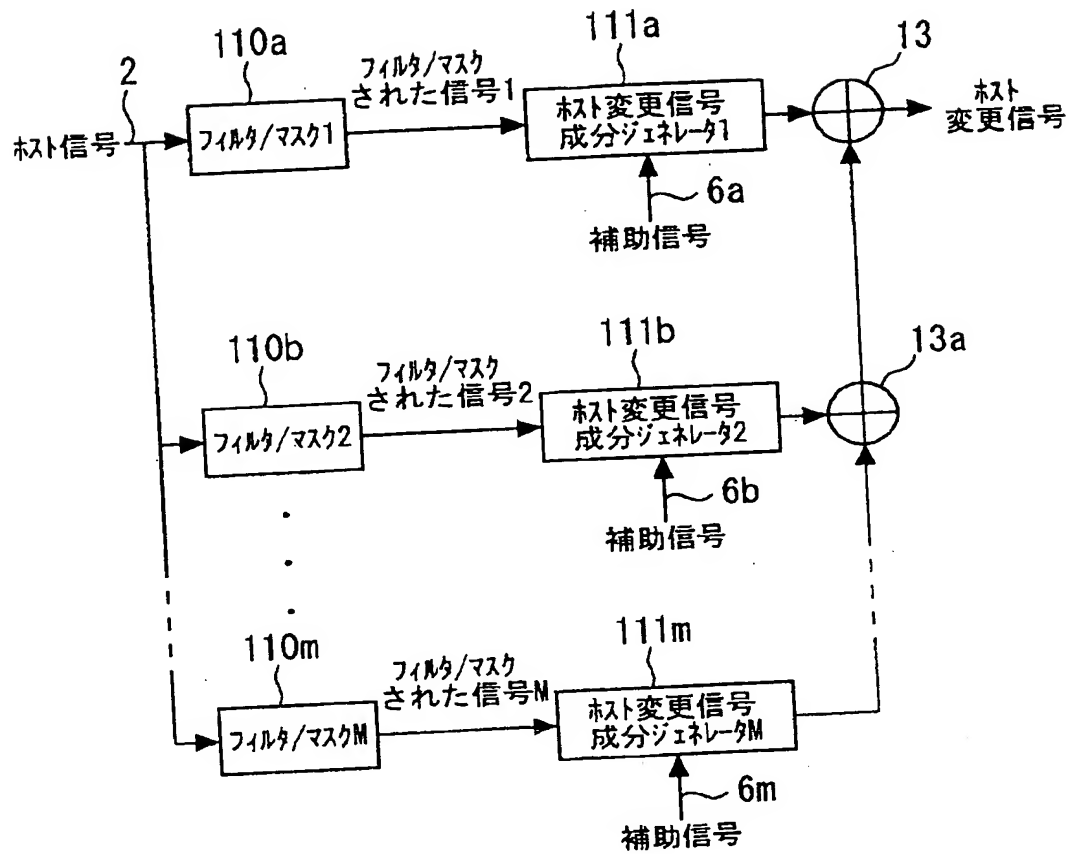 110a
2
フィルタ/マスク
された信号1
111a
13
ホスト信号
フィルタ/マスク1
ホスト変更信号
成分ジェネレータ1
ホスト
変更信号
6a
補助信号
110b
フィルタ/マスク
された信号2
111b
13a
フィルタ/マスク2
ホスト変更信号
成分ジェネレータ2
6b
補助信号
110m
フィルタ/マスク
された信号M
111m
フィルタ/マスクM
ホスト変更信号
成分ジェネレータM
6m
補助信号